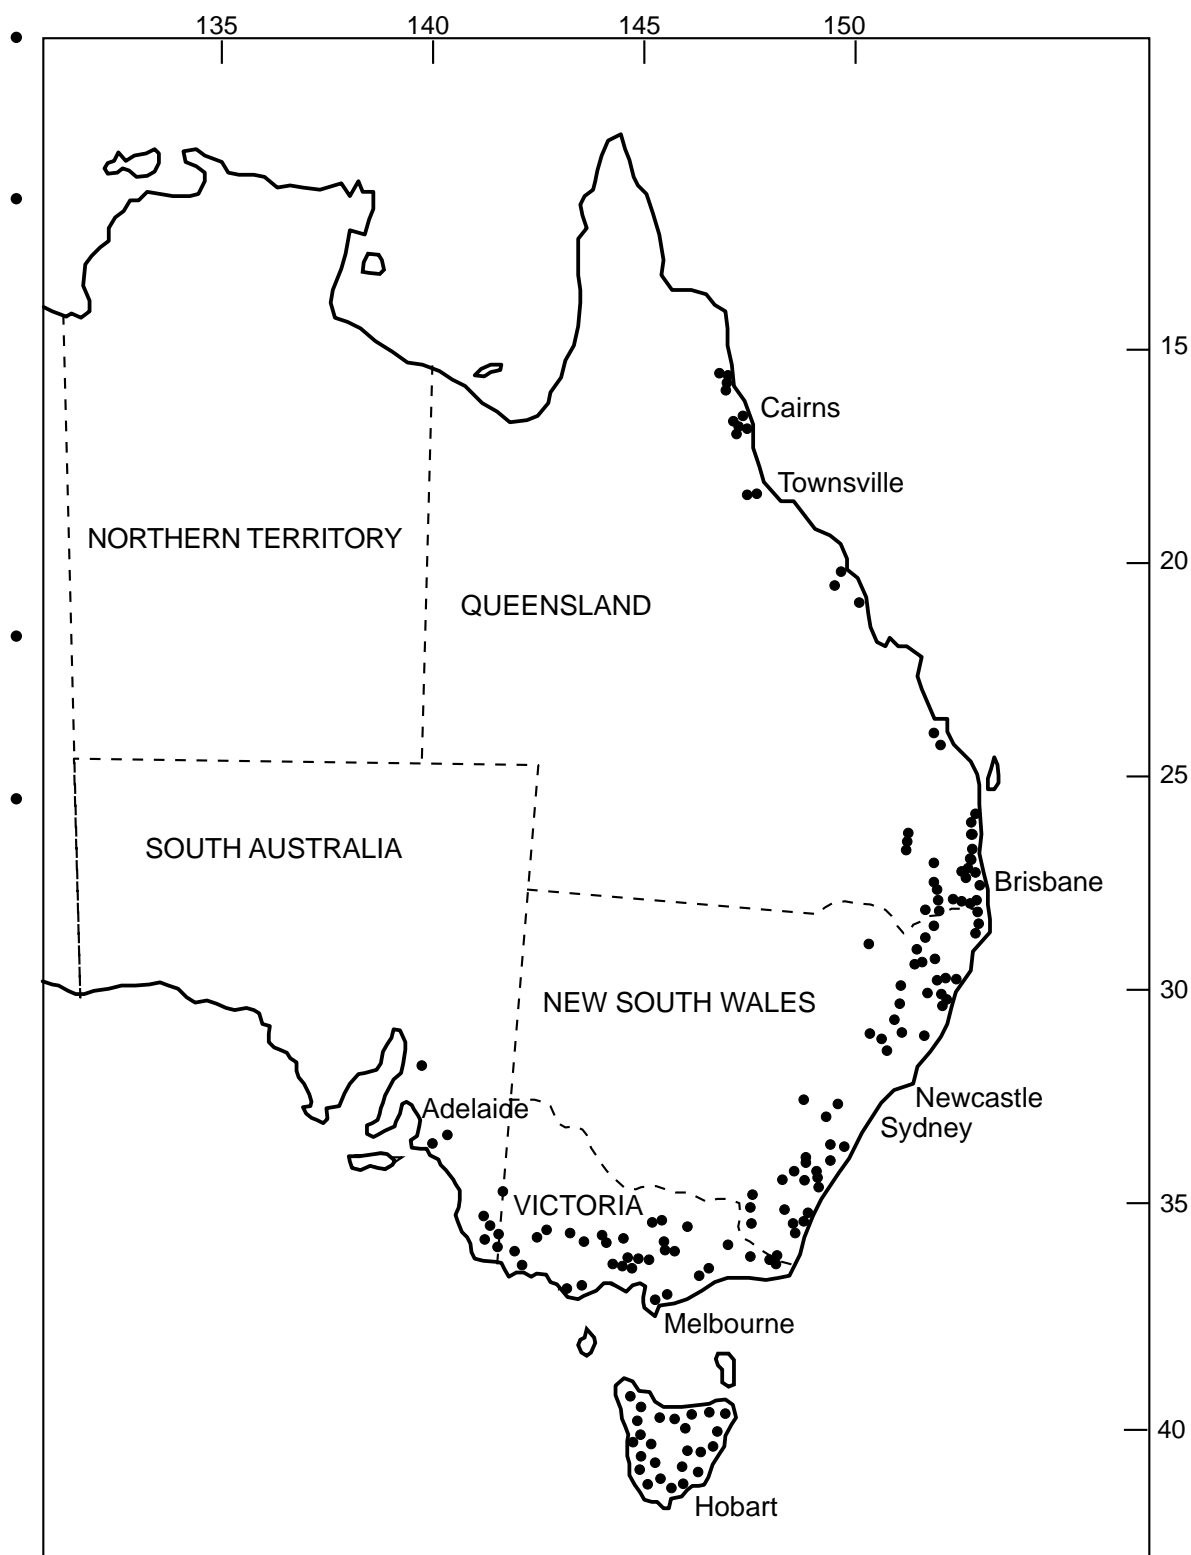 135 140 145 150
15
Cairns
Townsville
NORTHERN TERRITORY
20
QUEENSLAND
25
SOUTH AUSTRALIA
Brisbane
NEW SOUTH WALES
30
Adelaide
Newcastle
Sydney
VICTORIA
35
Melbourne
40
Hobart